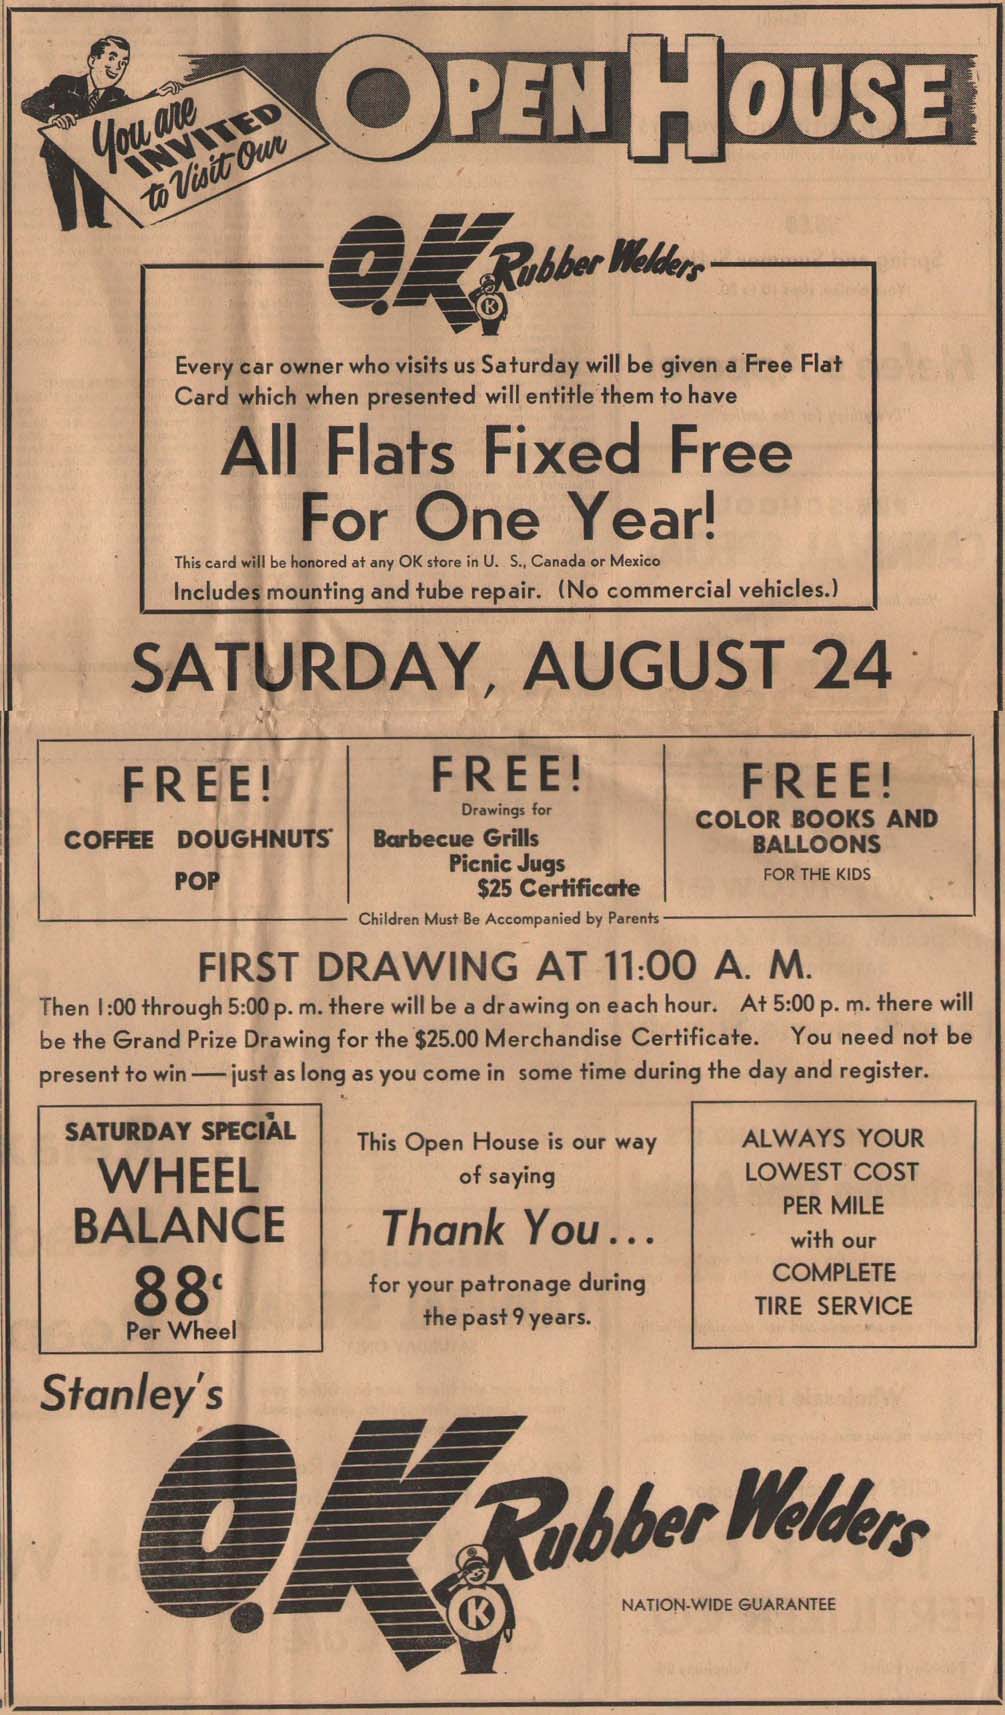 You are
INVITED
to Visit Our
OPEN HOUSE
O.K. Rubber Welders
K
Every car owner who visits us Saturday will be given a Free Flat
Card which when presented will entitle them to have
All Flats Fixed Free
For One Year!
This card will be honored at any OK store in U. S., Canada or Mexico
Includes mounting and tube repair. (No commercial vehicles.)
SATURDAY, AUGUST 24
FREE!
COFFEE DOUGHNUTS
POP
FREE!
Drawings for
Barbecue Grills
Picnic Jugs
$25 Certificate
FREE!
COLOR BOOKS AND
BALLOONS
FOR THE KIDS
Children Must Be Accompanied by Parents
FIRST DRAWING AT 11:00 A. M.
Then 1:00 through 5:00 p. m. there will be a drawing on each hour. At 5:00 p. m. there will
be the Grand Prize Drawing for the $25.00 Merchandise Certificate. You need not be
present to win — just as long as you come in some time during the day and register.
SATURDAY SPECIAL
WHEEL
BALANCE
88c
Per Wheel
This Open House is our way
of saying
Thank You...
for your patronage during
the past 9 years.
ALWAYS YOUR
LOWEST COST
PER MILE
with our
COMPLETE
TIRE SERVICE
Stanley's
O.K. Rubber Welders
K
NATION-WIDE GUARANTEE